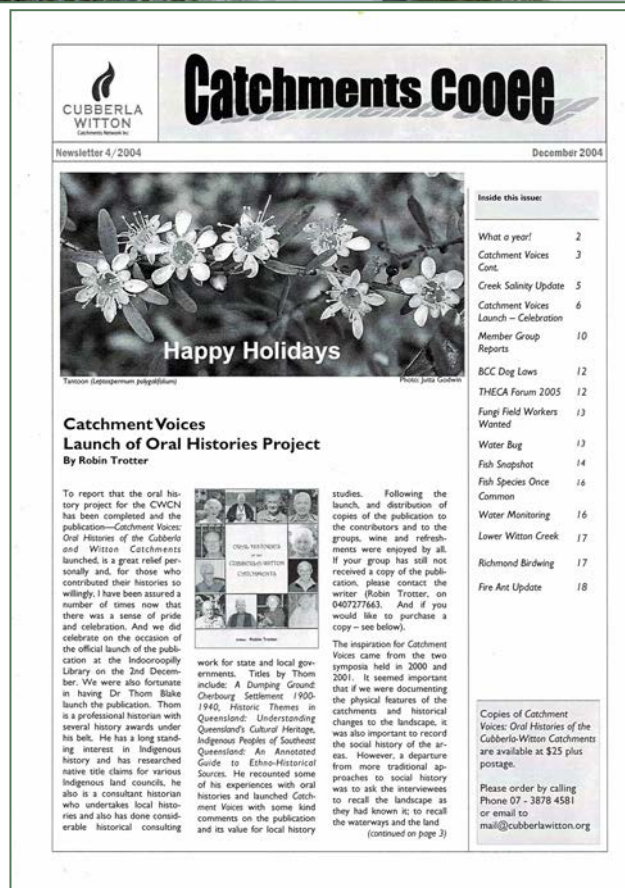 CUBBERLA
WITTON
Catchments Network Inc
Catchments Cooee
Newsletter 4/2004
December 2004
Happy Holidays
Tantoon (Leptospermum polygalifolium)
Photo: Jutta Godwin
Catchment Voices
Launch of Oral Histories Project
By Robin Trotter
To report that the oral his-
tory project for the CWCN
has been completed and the
publication—Catchment Voices:
Oral Histories of the Cubberla
and Witton Catchments
launched, is a great relief per-
sonally and, for those who
contributed their histories so
willingly, I have been assured a
number of times now that
there was a sense of pride
and celebration. And we did
celebrate on the occasion of
the official launch of the publi-
cation at the Indooroopilly
Library on the 2nd Decem-
ber. We were also fortunate
in having Dr Thom Blake
launch the publication. Thom
is a professional historian with
several history awards under
his belt. He has a long stand-
ing interest in Indigenous
history and has researched
native title claims for various
Indigenous land councils, he
also is a consultant historian
who undertakes local histo-
ries and also has done consid-
erable historical consulting
ORAL HISTORIES
OF THE
CUBBERLA-WITTON
CATCHMENTS
Editor Robin Trotter
work for state and local gov-
ernments. Titles by Thom
include: A Dumping Ground:
Cherbourg Settlement 1900-
1940, Historic Themes in
Queensland: Understanding
Queensland's Cultural Heritage,
Indigenous Peoples of Southeast
Queensland: An Annotated
Guide to Ethno-Historical
Sources. He recounted some
of his experiences with oral
histories and launched Catch-
ment Voices with some kind
comments on the publication
and its value for local history
studies. Following the
launch, and distribution of
copies of the publication to
the contributors and to the
groups, wine and refresh-
ments were enjoyed by all.
If your group has still not
received a copy of the publi-
cation, please contact the
writer (Robin Trotter, on
0407277663. And if you
would like to purchase a
copy – see below).
The inspiration for Catchment
Voices came from the two
symposia held in 2000 and
2001. It seemed important
that if we were documenting
the physical features of the
catchments and historical
changes to the landscape, it
was also important to record
the social history of the ar-
eas. However, a departure
from more traditional ap-
proaches to social history
was to ask the interviewees
to recall the landscape as
they had known it; to recall
the waterways and the land
(continued on page 3)
Inside this issue:
What a year! 2
Catchment Voices 3
Cont.
Creek Salinity Update 5
Catchment Voices 6
Launch – Celebration
Member Group 10
Reports
BCC Dog Laws 12
THECA Forum 2005 12
Fungi Field Workers 13
Wanted
Water Bug 13
Fish Snapshot 14
Fish Species Once 16
Common
Water Monitoring 16
Lower Witton Creek 17
Richmond Birdwing 17
Fire Ant Update 18
Copies of Catchment
Voices: Oral Histories of the
Cubberla-Witton Catchments
are available at $25 plus
postage.
Please order by calling
Phone 07 - 3878 4581
or email to
mail@cubberlawitton.org